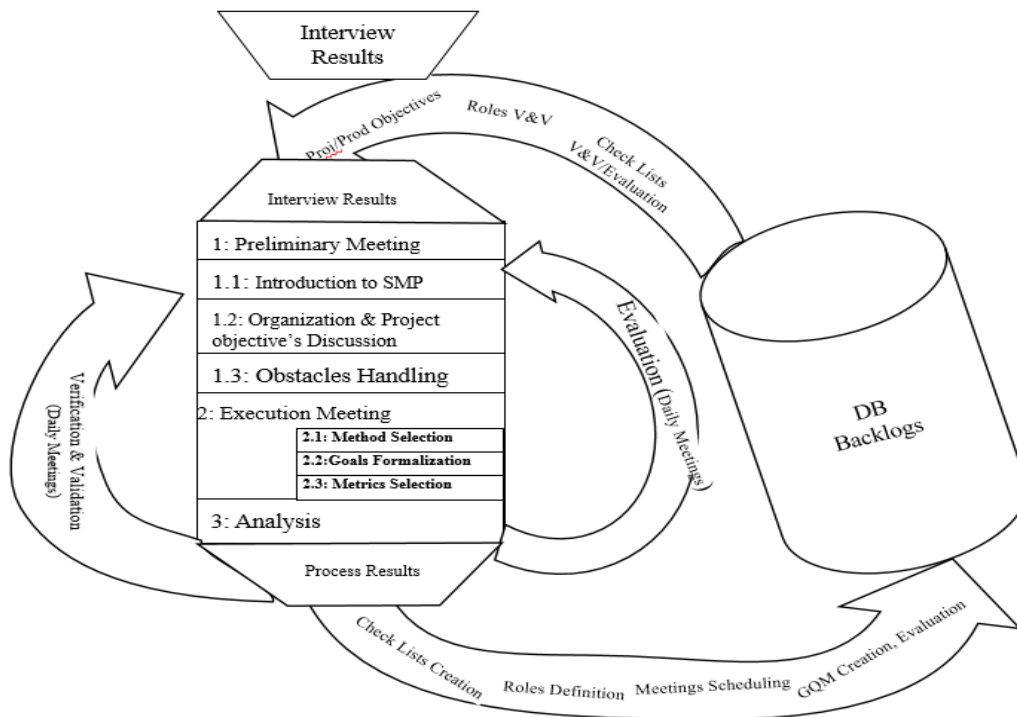 Interview
Results
Proj/Prod Objectives
Roles V&V
Check Lists
V&V/Evaluation
Interview Results
1: Preliminary Meeting
1.1: Introduction to SMP
1.2: Organization & Project
objective's Discussion
1.3: Obstacles Handling
2: Execution Meeting
2.1: Method Selection
2.2:Goals Formalization
2.3: Metrics Selection
3: Analysis
Process Results
Verification & Validation
(Daily Meetings)
Evaluation (Daily Meetings)
DB
Backlogs
Check Lists Creation
Roles Definition
Meetings Scheduling
GQM Creation, Evaluation